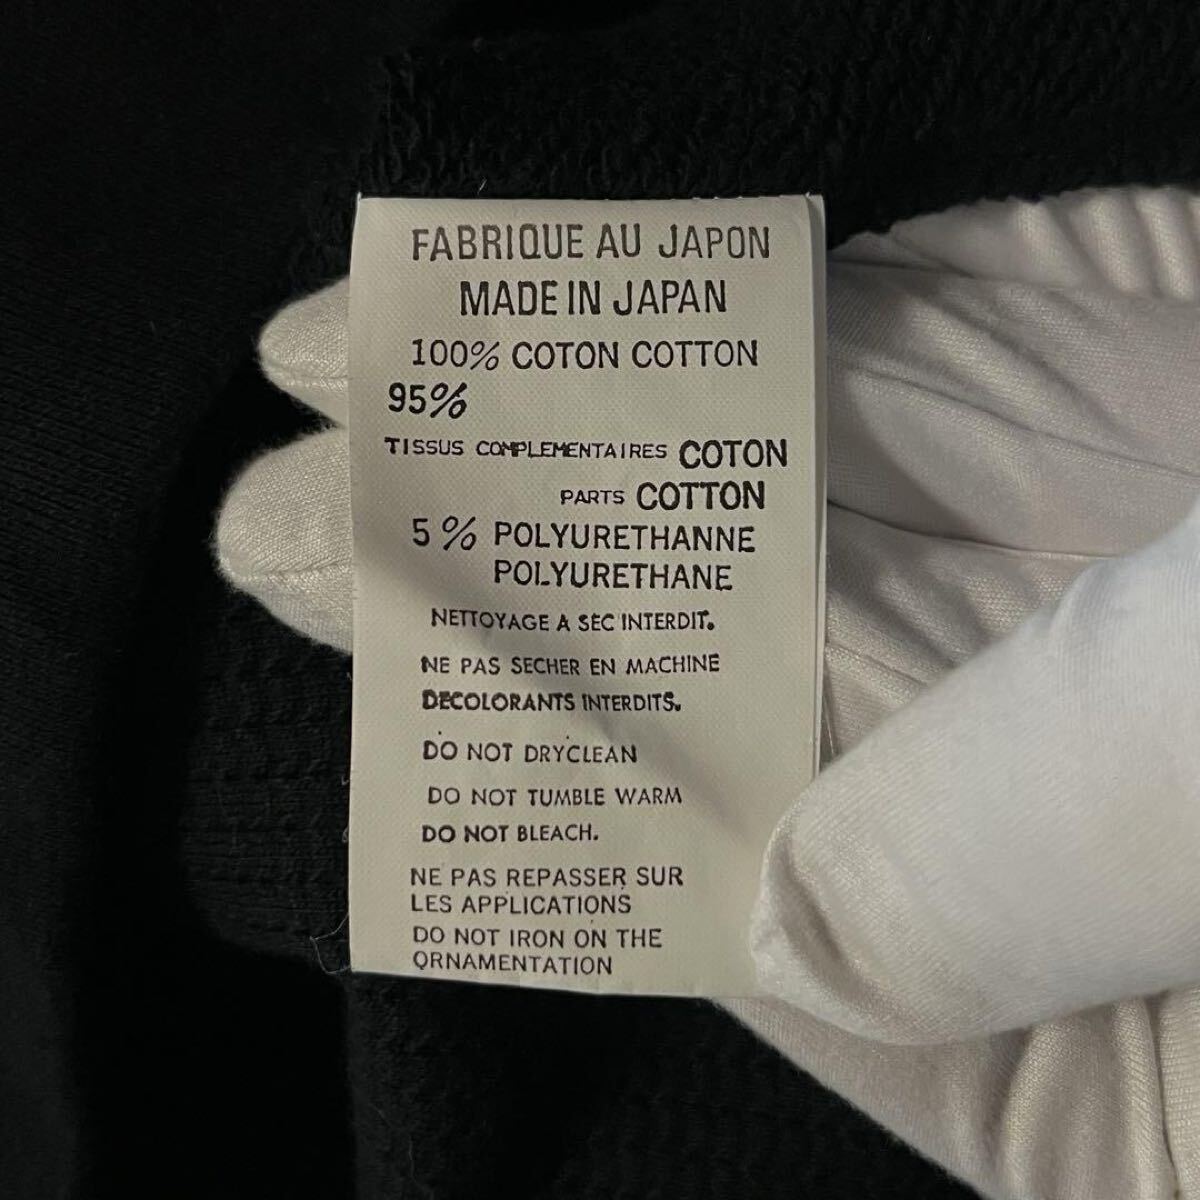 FABRIQUE AU JAPON
MADE IN JAPAN
100% COTON COTTON
95%
TISSUS COMPLEMENTAIRES COTON
PARTS COTTON
5% POLYURETHANNE
POLYURETHANE
NETTOYAGE A SEC INTERDIT.
NE PAS SECHER EN MACHINE
DECOLORANTS INTERDITS.
DO NOT DRYCLEAN
DO NOT TUMBLE WARM
DO NOT BLEACH.
NE PAS REPASSER SUR
LES APPLICATIONS
DO NOT IRON ON THE
ORNAMENTATION